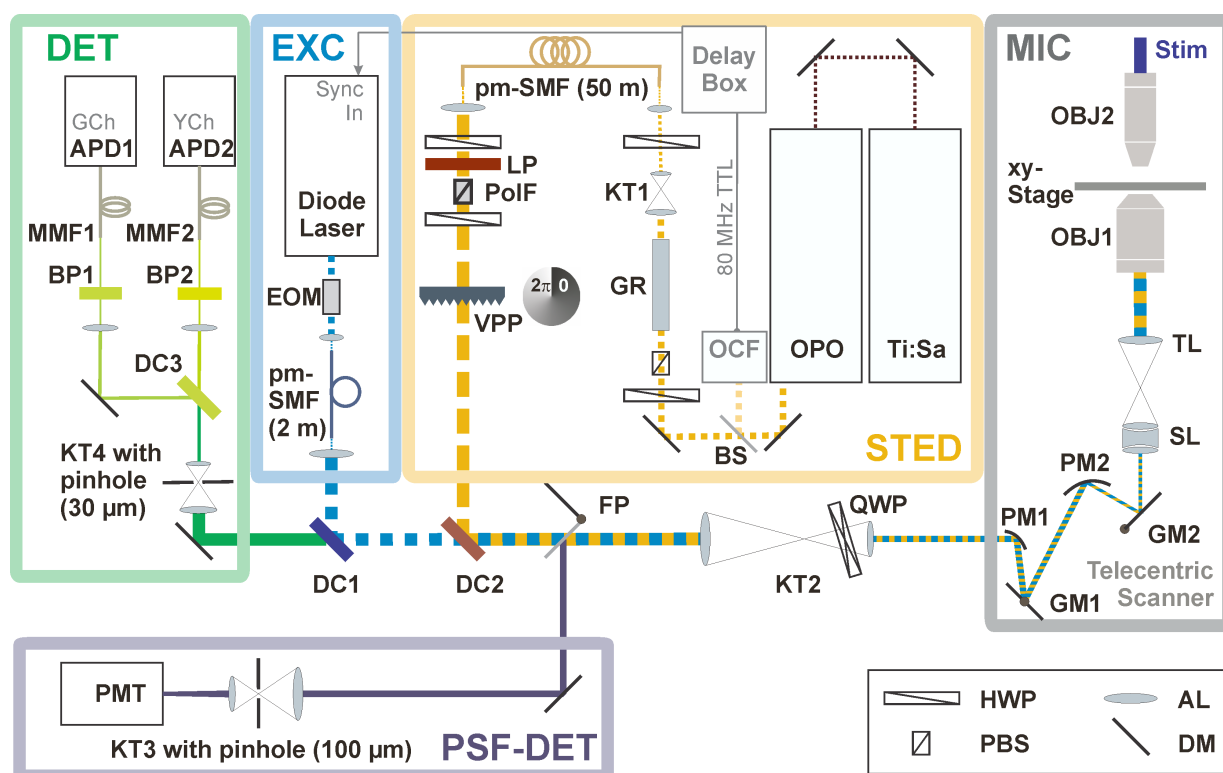 DET
GCh
APD1
YCh
APD2
MMF1
MMF2
BP1
BP2
DC3
KT4 with
pinhole
(30 µm)
EXC
Sync
In
Diode
Laser
EOM
pm-
SMF
(2 m)
DC1
pm-SMF (50 m)
LP
PolF
VPP
2π 0
KT1
GR
Delay
Box
80 MHz TTL
OCF
OPO
Ti:Sa
BS
STED
DC2
FP
KT2
QWP
MIC
Stim
OBJ2
xy-
Stage
OBJ1
TL
SL
PM2
PM1
GM2
GM1
Telecentric
Scanner
PMT
KT3 with pinhole (100 µm)
PSF-DET
HWP
AL
PBS
DM